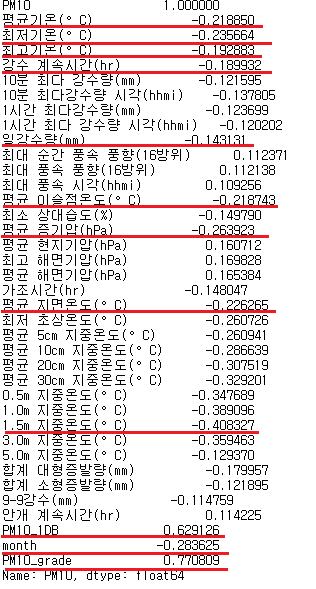 PM10 1.000000
평균기온(° C) -0.218850
최저기온(° C) -0.235664
최고기온(° C) -0.192883
강수 계속시간(hr) -0.189932
10분 최다 강수량(mm) -0.121595
10분 최다강수량 시각(hhmi) -0.137805
1시간 최다강수량(mm) -0.123699
1시간 최다 강수량 시각(hhmi) -0.120202
일강수량(mm) -0.143131
최대 순간 풍속 풍향(16방위) 0.112371
최대 풍속 풍향(16방위) 0.112138
최대 풍속 시각(hhmi) 0.109256
평균 이슬점온도(° C) -0.218743
최소 상대습도(%) -0.149790
평균 증기압(hPa) -0.263923
평균 현지기압(hPa) 0.160712
최고 해면기압(hPa) 0.169828
평균 해면기압(hPa) 0.165384
가조시간(hr) -0.148047
평균 지면온도(° C) -0.226265
최저 초상온도(° C) -0.260726
평균 5cm 지중온도(° C) -0.260941
평균 10cm 지중온도(° C) -0.286639
평균 20cm 지중온도(° C) -0.307519
평균 30cm 지중온도(° C) -0.329201
0.5m 지중온도(° C) -0.347689
1.0m 지중온도(° C) -0.389096
1.5m 지중온도(° C) -0.408327
3.0m 지중온도(° C) -0.359463
5.0m 지중온도(° C) -0.129370
합계 대형증발량(mm) -0.179957
합계 소형증발량(mm) -0.121895
9-9강수(mm) -0.114759
안개 계속시간(hr) 0.114225
PM10_1DB 0.629126
month -0.283625
PM10_grade 0.770809
Name: PM10, dtype: float64